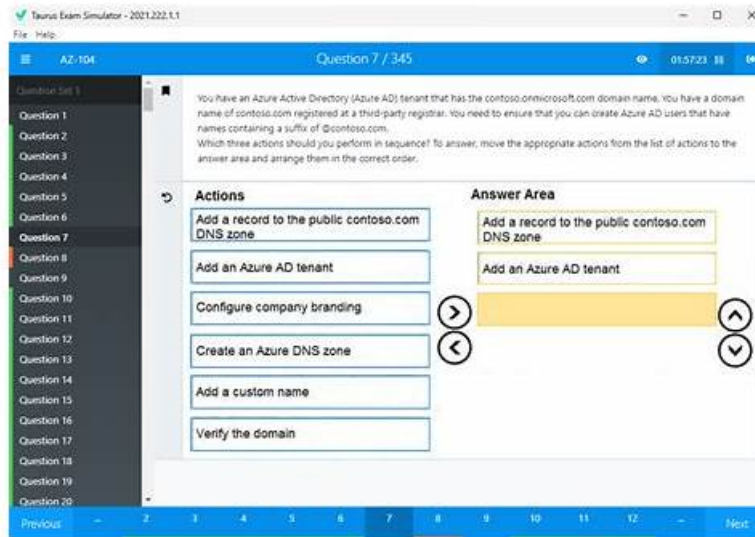 Taurus Exam Simulator - 2021.222.1.1
File Help
AZ-104
Question 7 / 345
01:57:23
Question Set 1
Question 1
Question 2
Question 3
Question 4
Question 5
Question 6
Question 7
Question 8
Question 9
Question 10
Question 11
Question 12
Question 13
Question 14
Question 15
Question 16
Question 17
Question 18
Question 19
Question 20
You have an Azure Active Directory (Azure AD) tenant that has the contoso.onmicrosoft.com domain name. You have a domain
name of contoso.com registered at a third-party registrar. You need to ensure that you can create Azure AD users that have
names containing a suffix of @contoso.com.
Which three actions should you perform in sequence? To answer, move the appropriate actions from the list of actions to the
answer area and arrange them in the correct order.
Actions
Add a record to the public contoso.com
DNS zone
Add an Azure AD tenant
Configure company branding
Create an Azure DNS zone
Add a custom name
Verify the domain
Answer Area
Add a record to the public contoso.com
DNS zone
Add an Azure AD tenant
Previous ... 2 3 4 5 6 7 8 9 10 11 12 ... Next